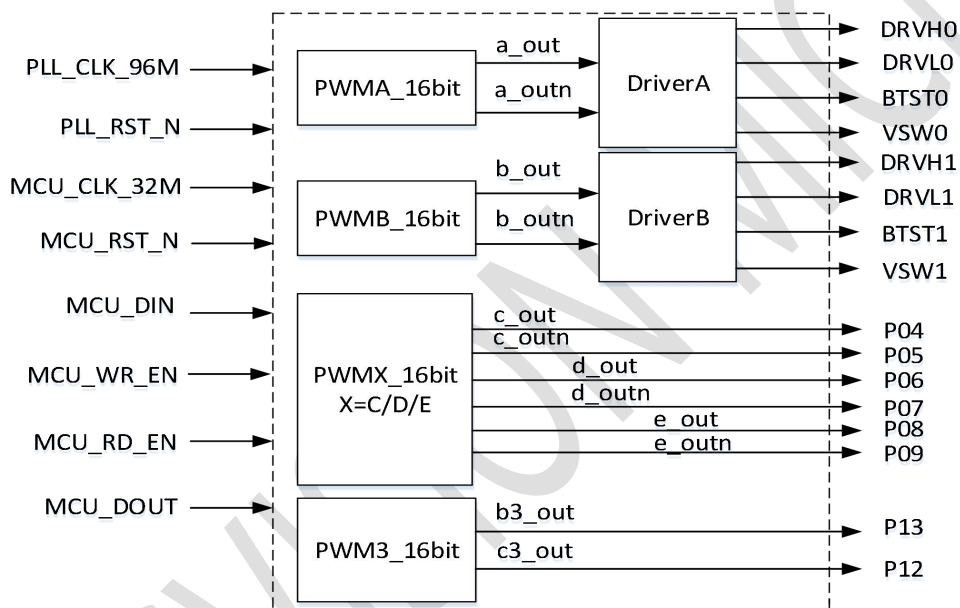 PLL_CLK_96M
PLL_RST_N
MCU_CLK_32M
MCU_RST_N
MCU_DIN
MCU_WR_EN
MCU_RD_EN
MCU_DOUT
PWMA_16bit
a_out
a_outn
DriverA
DRVH0
DRVL0
BTST0
VSW0
PWMB_16bit
b_out
b_outn
DriverB
DRVH1
DRVL1
BTST1
VSW1
PWMX_16bit
X=C/D/E
c_out
c_outn
d_out
d_outn
e_out
e_outn
P04
P05
P06
P07
P08
P09
PWM3_16bit
b3_out
c3_out
P13
P12